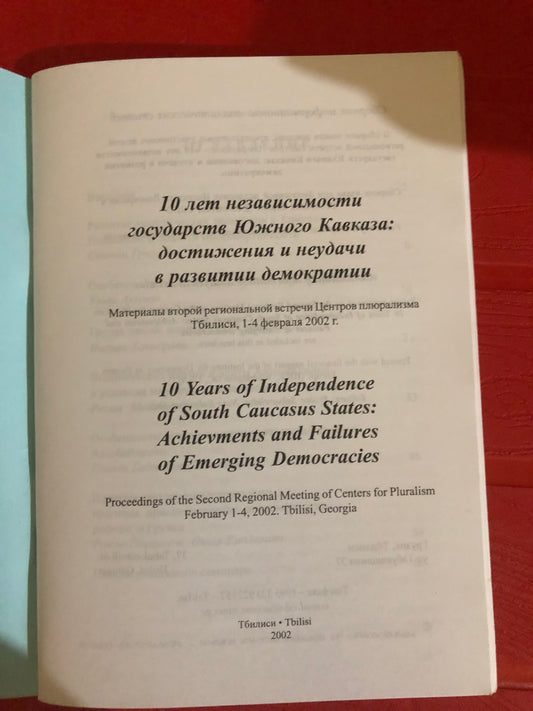 10 лет независимости
государств Южного Кавказа:
достижения и неудачи
в развитии демократии
Материалы второй региональной встречи Центров плюрализма
Тбилиси, 1-4 февраля 2002 г.
10 Years of Independence
of South Caucasus States:
Achievments and Failures
of Emerging Democracies
Proceedings of the Second Regional Meeting of Centers for Pluralism
February 1-4, 2002. Tbilisi, Georgia
Тбилиси • Tbilisi
2002